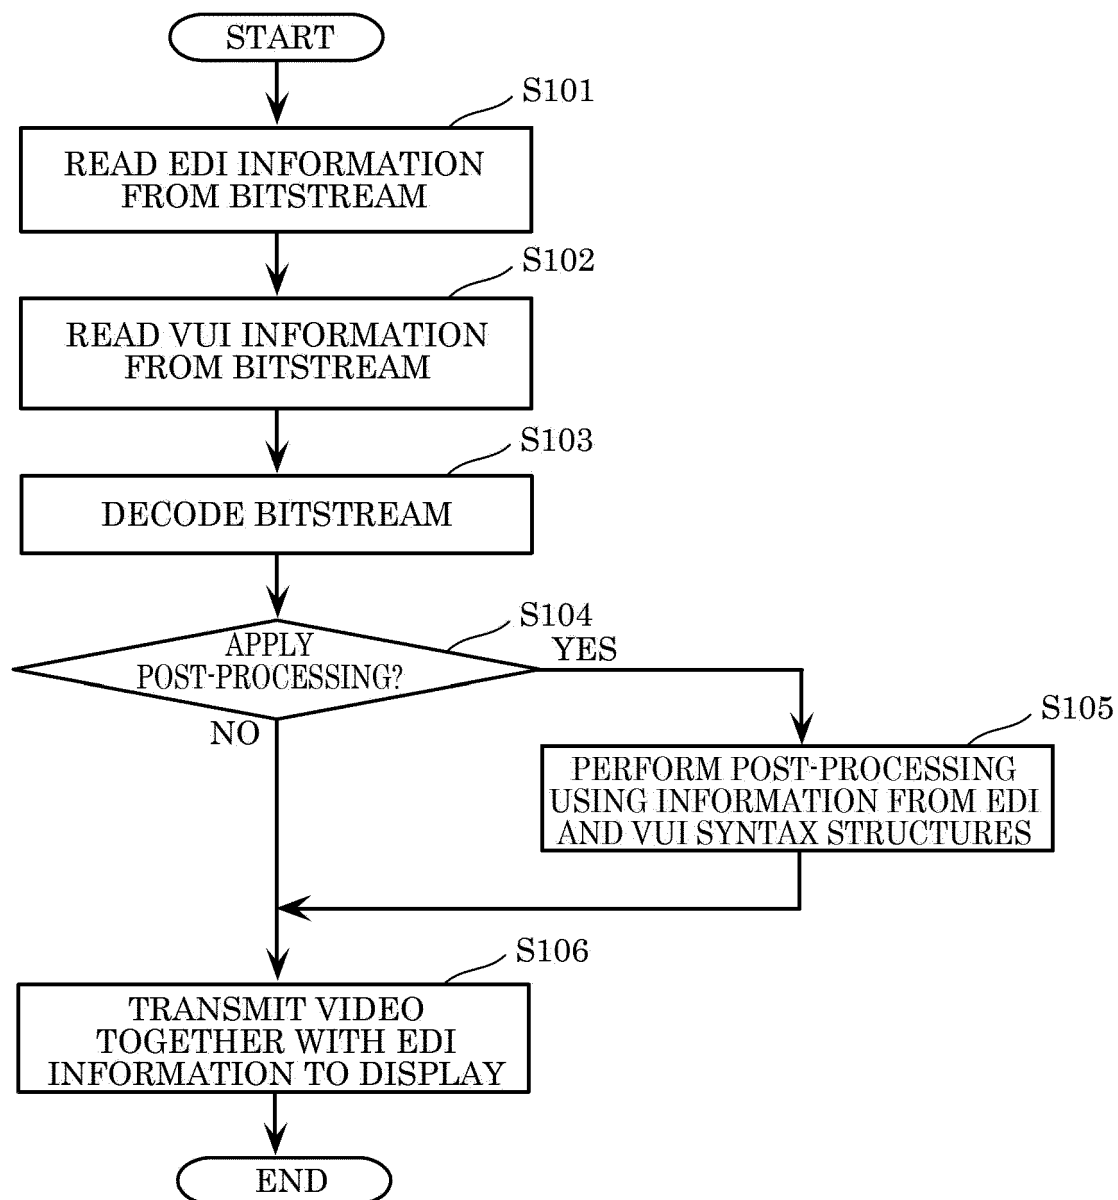 START
S101
READ EDI INFORMATION
FROM BITSTREAM
S102
READ VUI INFORMATION
FROM BITSTREAM
S103
DECODE BITSTREAM
S104
APPLY
POST-PROCESSING?
YES
NO
S105
PERFORM POST-PROCESSING
USING INFORMATION FROM EDI
AND VUI SYNTAX STRUCTURES
S106
TRANSMIT VIDEO
TOGETHER WITH EDI
INFORMATION TO DISPLAY
END